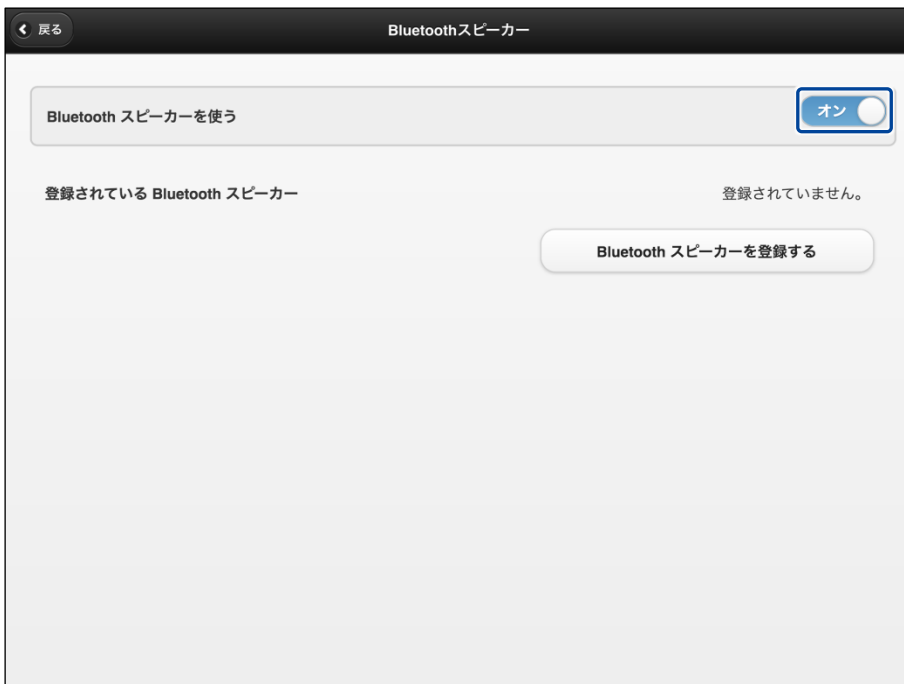 戻る
Bluetoothスピーカー
Bluetooth スピーカーを使う
オン
登録されている Bluetooth スピーカー
登録されていません。
Bluetooth スピーカーを登録する